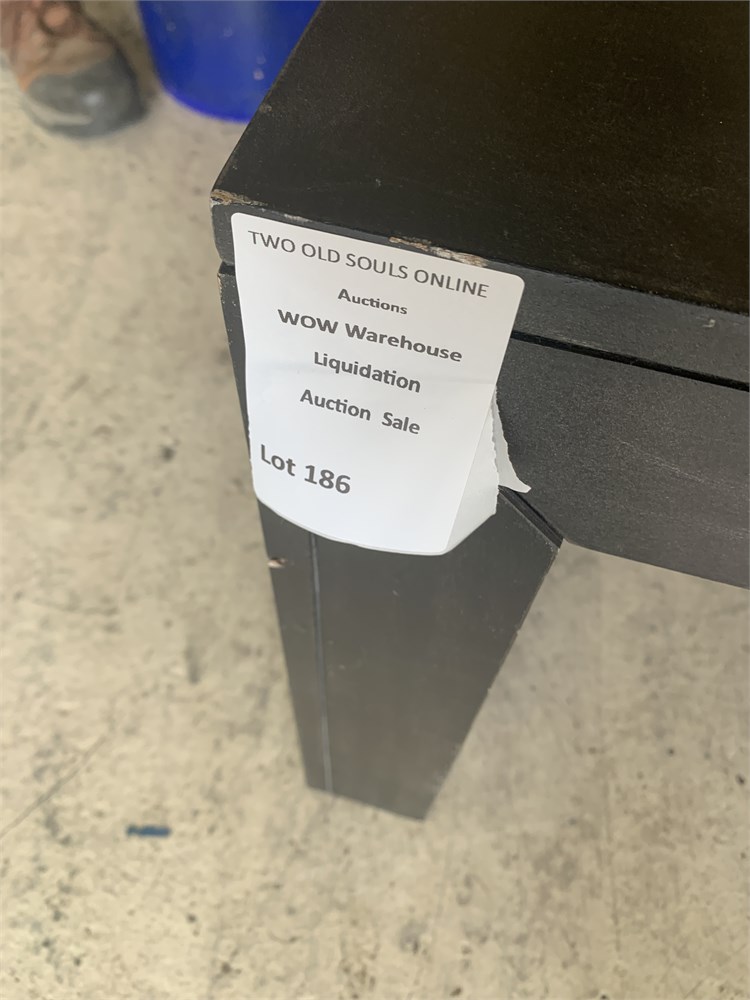 TWO OLD SOULS ONLINE
Auctions
WOW Warehouse
Liquidation
Auction Sale
Lot 186